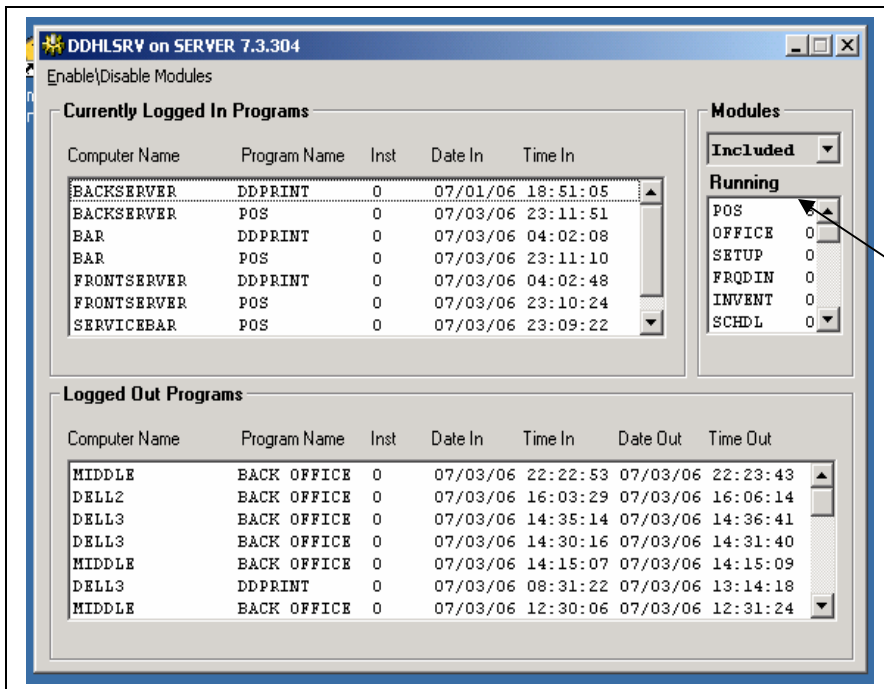 DDHLSRV on SERVER 7.3.304
Enable\Disable Modules
Currently Logged In Programs
Computer Name Program Name Inst Date In Time In
BACKSERVER DDPRINT 0 07/01/06 18:51:05
BACKSERVER POS 0 07/03/06 23:11:51
BAR DDPRINT 0 07/03/06 04:02:08
BAR POS 0 07/03/06 23:11:10
FRONTSERVER DDPRINT 0 07/03/06 04:02:48
FRONTSERVER POS 0 07/03/06 23:10:24
SERVICEBAR POS 0 07/03/06 23:09:22
Modules
Included
Running
POS
OFFICE 0
SETUP 0
FRQDIN 0
INVENT 0
SCHDL 0
Logged Out Programs
Computer Name Program Name Inst Date In Time In Date Out Time Out
MIDDLE BACK OFFICE 0 07/03/06 22:22:53 07/03/06 22:23:43
DELL2 BACK OFFICE 0 07/03/06 16:03:29 07/03/06 16:06:14
DELL3 BACK OFFICE 0 07/03/06 14:35:14 07/03/06 14:36:41
DELL3 BACK OFFICE 0 07/03/06 14:30:16 07/03/06 14:31:40
MIDDLE BACK OFFICE 0 07/03/06 14:15:07 07/03/06 14:15:09
DELL3 DDPRINT 0 07/03/06 08:31:22 07/03/06 13:14:18
MIDDLE BACK OFFICE 0 07/03/06 12:30:06 07/03/06 12:31:24